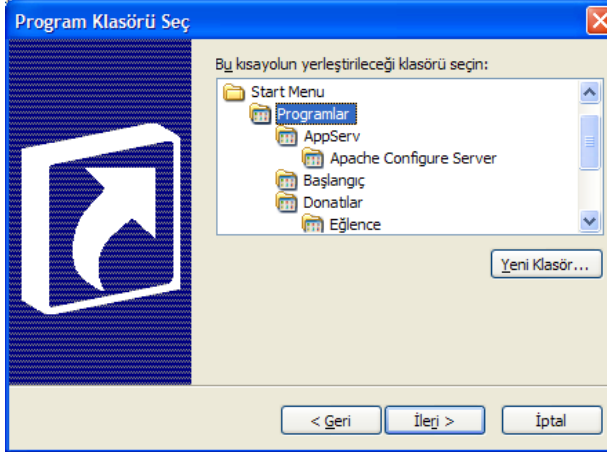 Program Klasörü Seç
Bu kısayolun yerleştirileceği klasörü seçin:
Start Menu
Programlar
AppServ
Apache Configure Server
Başlangıç
Donatılar
Eğlence
Yeni Klasör...
< Geri
İleri >
İptal